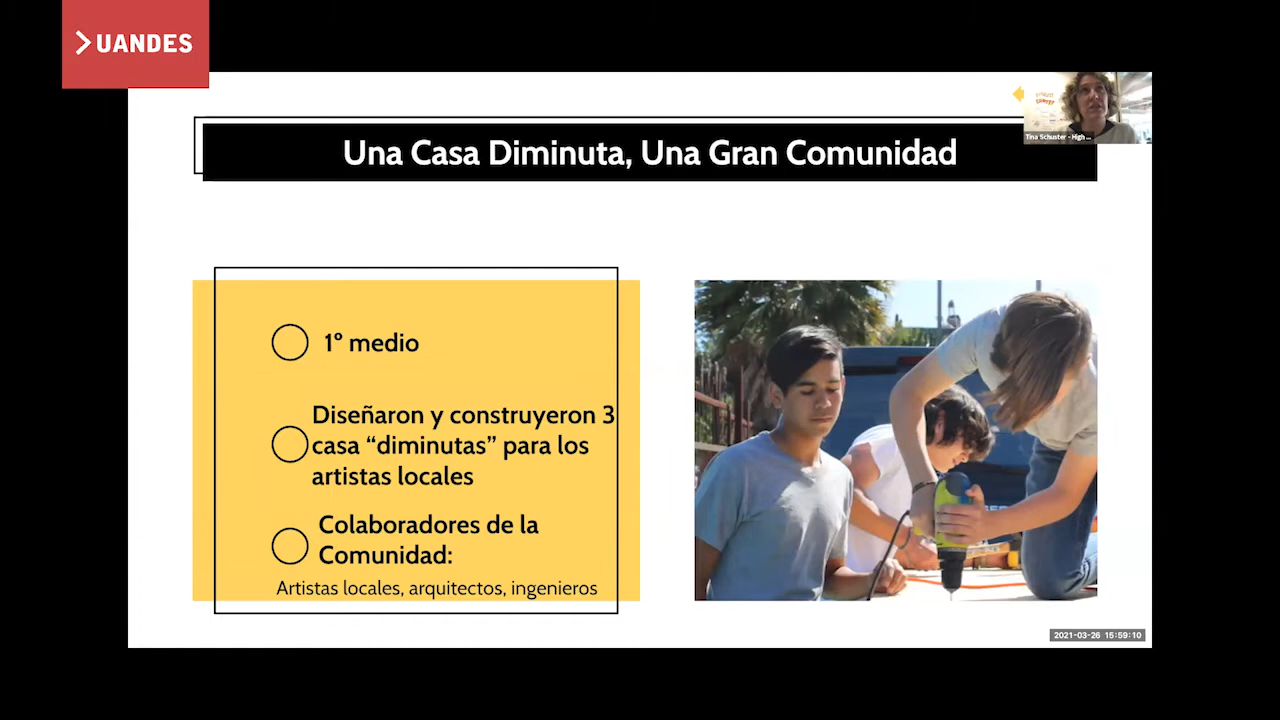 UANDES
Una Casa Diminuta, Una Gran Comunidad
Tina Schuster - High ...
1º medio
Diseñaron y construyeron 3
casa “diminutas” para los
artistas locales
Colaboradores de la
Comunidad:
Artistas locales, arquitectos, ingenieros
2021-03-26 15:59:10